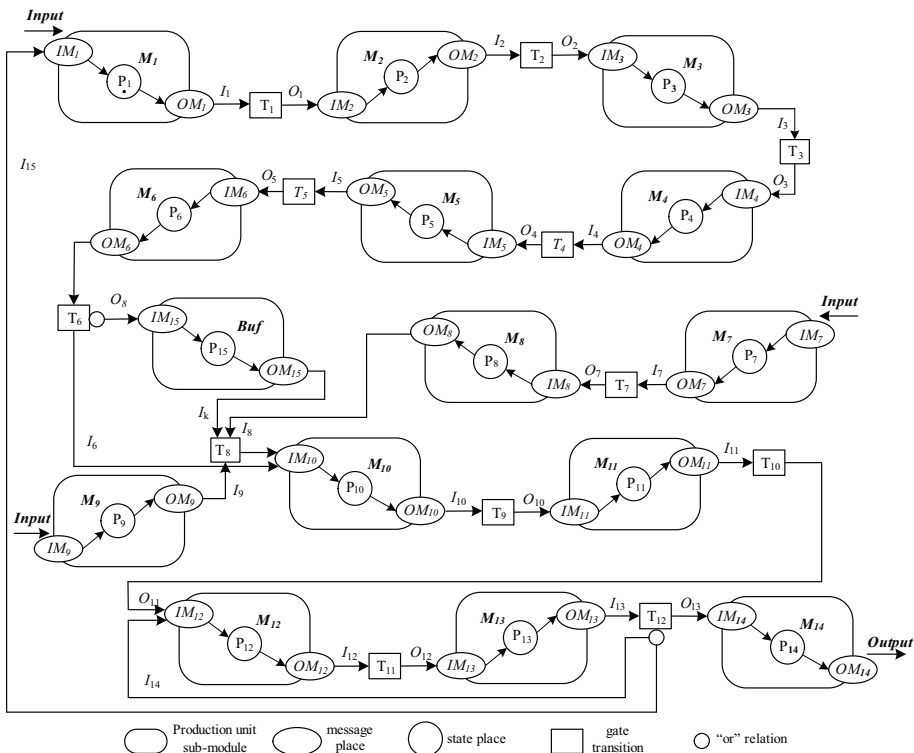 Input
IM1 M1 P1 OM1 I1 T1 O1 IM2 M2 P2 OM2 I2 T2 O2 IM3 M3 P3 OM3 I3
I15
T3
O3
IM4 M4 P4 OM4 I4 T4 O4 IM5 M5 P5 OM5 I5 T5 O5 IM6 M6 P6 OM6
T6 O8 IM15 Buf P15 OM15
Input
IM7 M7 P7 OM7 I7 T7 O7 IM8 M8 P8 OM8
Ik I8
I6
T8
I9
Input
IM9 M9 P9 OM9
IM10 M10 P10 OM10 I10 T9 O10 IM11 M11 P11 OM11 I11 T10
O11
IM12 M12 P12 OM12 I12 T11 O12 IM13 M13 P13 OM13 I13 T12 O13 IM14 M14 P14 OM14
Output
I14
Production unit
sub-module
message
place
state place
gate
transition
“or” relation